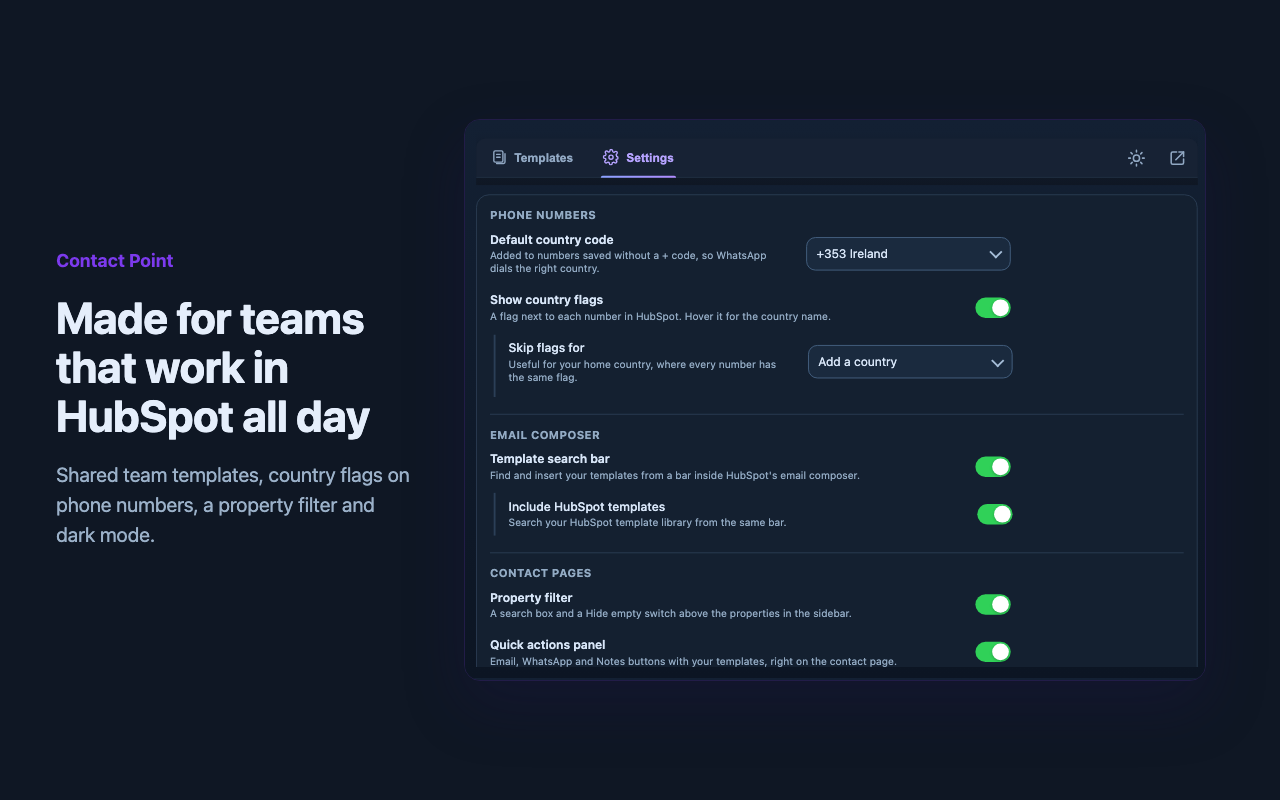 Contact Point
Made for teams
that work in
HubSpot all day
Shared team templates, country flags on
phone numbers, a property filter and
dark mode.
Templates
Settings
PHONE NUMBERS
Default country code
Added to numbers saved without a + code, so WhatsApp
dials the right country.
+353 Ireland
Show country flags
A flag next to each number in HubSpot. Hover it for the country name.
Skip flags for
Useful for your home country, where every number has
the same flag.
Add a country
EMAIL COMPOSER
Template search bar
Find and insert your templates from a bar inside HubSpot's email composer.
Include HubSpot templates
Search your HubSpot template library from the same bar.
CONTACT PAGES
Property filter
A search box and a Hide empty switch above the properties in the sidebar.
Quick actions panel
Email, WhatsApp and Notes buttons with your templates, right on the contact page.